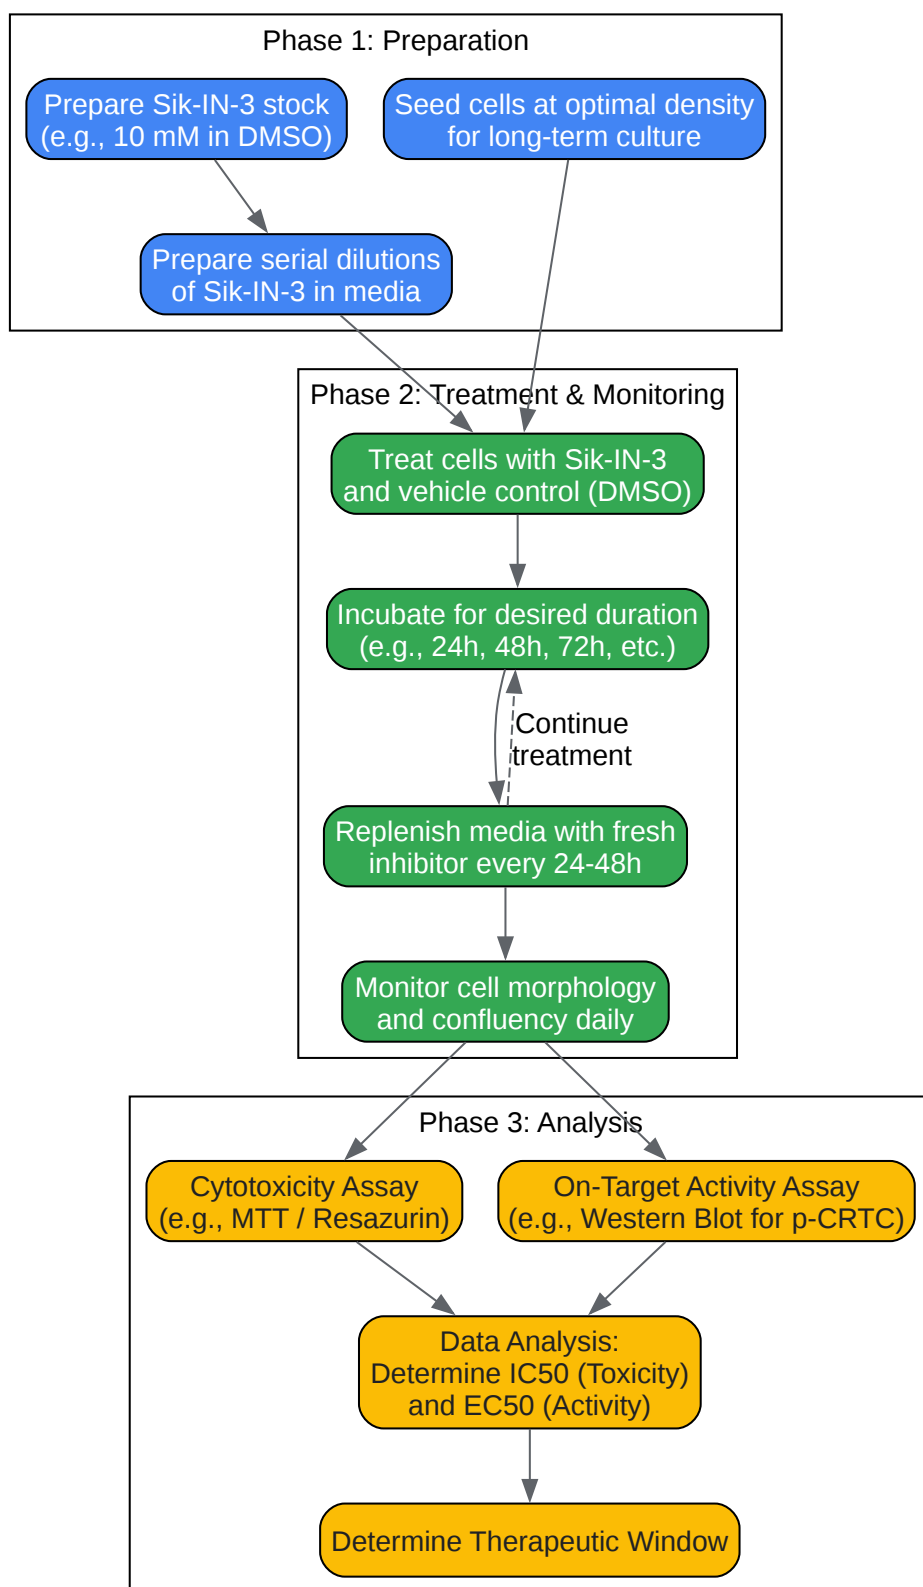 Phase 1: Preparation
Prepare Sik-IN-3 stock
(e.g., 10 mM in DMSO)
Seed cells at optimal density
for long-term culture
Prepare serial dilutions
of Sik-IN-3 in media
Phase 2: Treatment & Monitoring
Treat cells with Sik-IN-3
and vehicle control (DMSO)
Incubate for desired duration
(e.g., 24h, 48h, 72h, etc.)
Continue
treatment
Replenish media with fresh
inhibitor every 24-48h
Monitor cell morphology
and confluency daily
Phase 3: Analysis
Cytotoxicity Assay
(e.g., MTT / Resazurin)
On-Target Activity Assay
(e.g., Western Blot for p-CRTC)
Data Analysis:
Determine IC50 (Toxicity)
and EC50 (Activity)
Determine Therapeutic Window